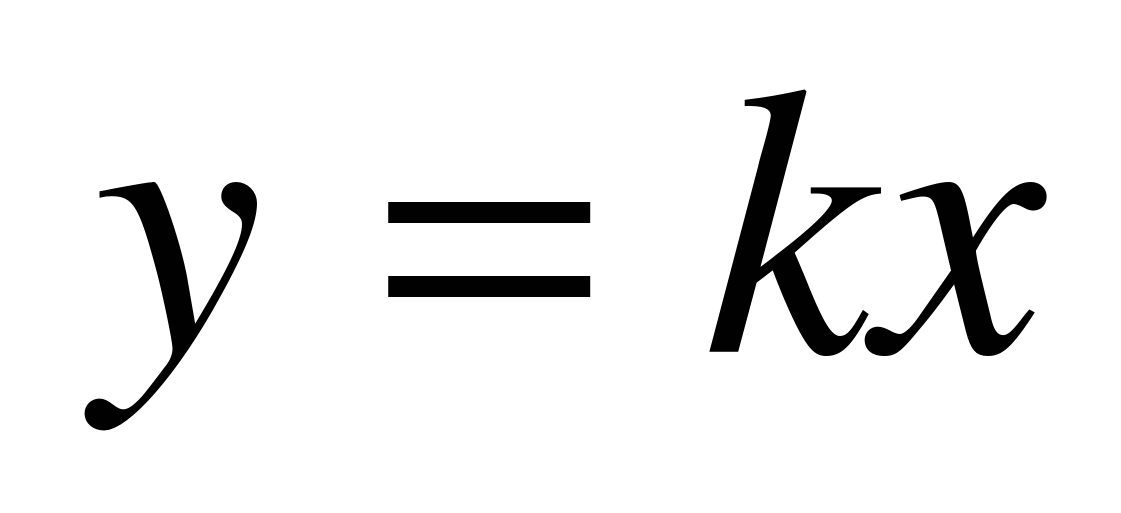 y = kx